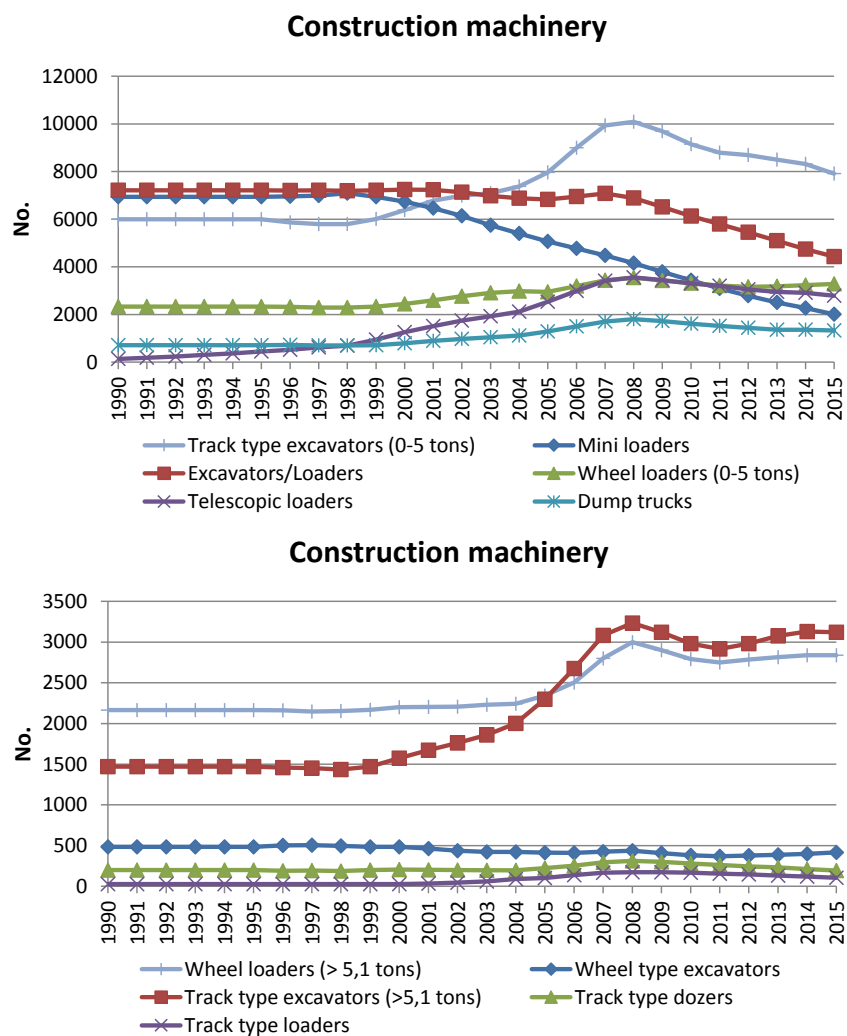 Construction machinery
12000
10000
8000
6000
4000
2000
0
No.
1990 1991 1992 1993 1994 1995 1996 1997 1998 1999 2000 2001 2002 2003 2004 2005 2006 2007 2008 2009 2010 2011 2012 2013 2014 2015
Track type excavators (0-5 tons) Mini loaders
Excavators/Loaders Wheel loaders (0-5 tons)
Telescopic loaders Dump trucks
Construction machinery
3500
3000
2500
2000
1500
1000
500
0
No.
1990 1991 1992 1993 1994 1995 1996 1997 1998 1999 2000 2001 2002 2003 2004 2005 2006 2007 2008 2009 2010 2011 2012 2013 2014 2015
Wheel loaders (> 5,1 tons) Wheel type excavators
Track type excavators (>5,1 tons) Track type dozers
Track type loaders